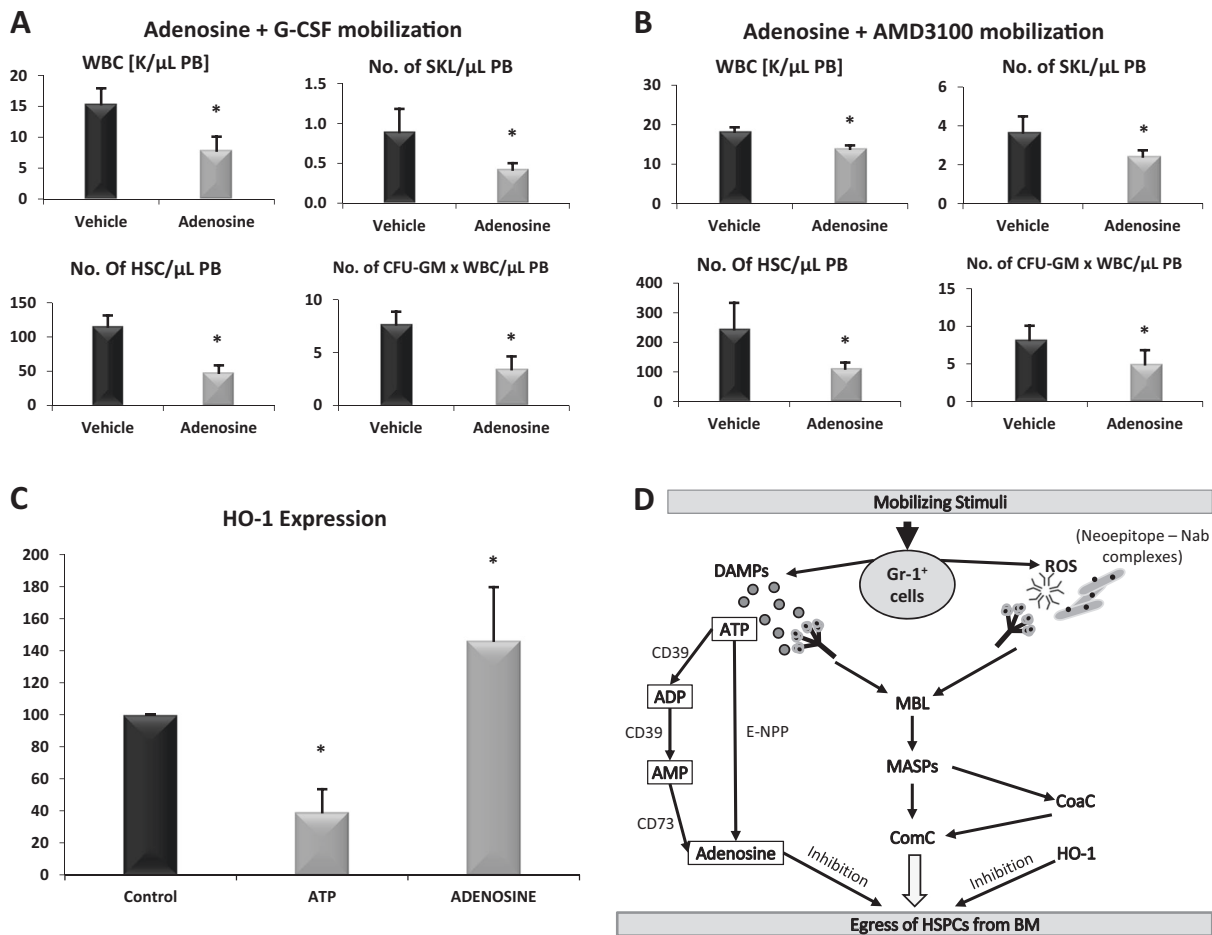 A
Adenosine + G-CSF mobilization
WBC [K/µL PB]
20
15
10
5
0
*
Vehicle
Adenosine
No. of SKL/µL PB
1.5
1.0
0.5
0.0
*
Vehicle
Adenosine
No. Of HSC/µL PB
150
100
50
0
*
Vehicle
Adenosine
No. of CFU-GM x WBC/µL PB
10
5
0
*
Vehicle
Adenosine
B
Adenosine + AMD3100 mobilization
WBC [K/µL PB]
30
20
10
0
*
Vehicle
Adenosine
No. of SKL/µL PB
6
4
2
0
*
Vehicle
Adenosine
No. Of HSC/µL PB
400
300
200
100
0
*
Vehicle
Adenosine
No. of CFU-GM x WBC/µL PB
15
10
5
0
*
Vehicle
Adenosine
C
HO-1 Expression
200
180
160
140
120
100
80
60
40
20
0
*
*
Control
ATP
ADENOSINE
D
Mobilizing Stimuli
(Neoepitope – Nab
complexes)
Gr-1+
cells
DAMPs
ROS
ATP
CD39
ADP
MBL
CD39
E-NPP
AMP
MASPs
CD73
CoaC
ComC
Adenosine
HO-1
Inhibition
Inhibition
Egress of HSPCs from BM